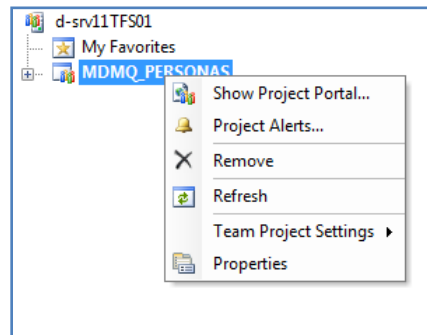 d-srv11TFS01
My Favorites
MDMQ_PERSONAS
Show Project Portal...
Project Alerts...
Remove
Refresh
Team Project Settings
Properties